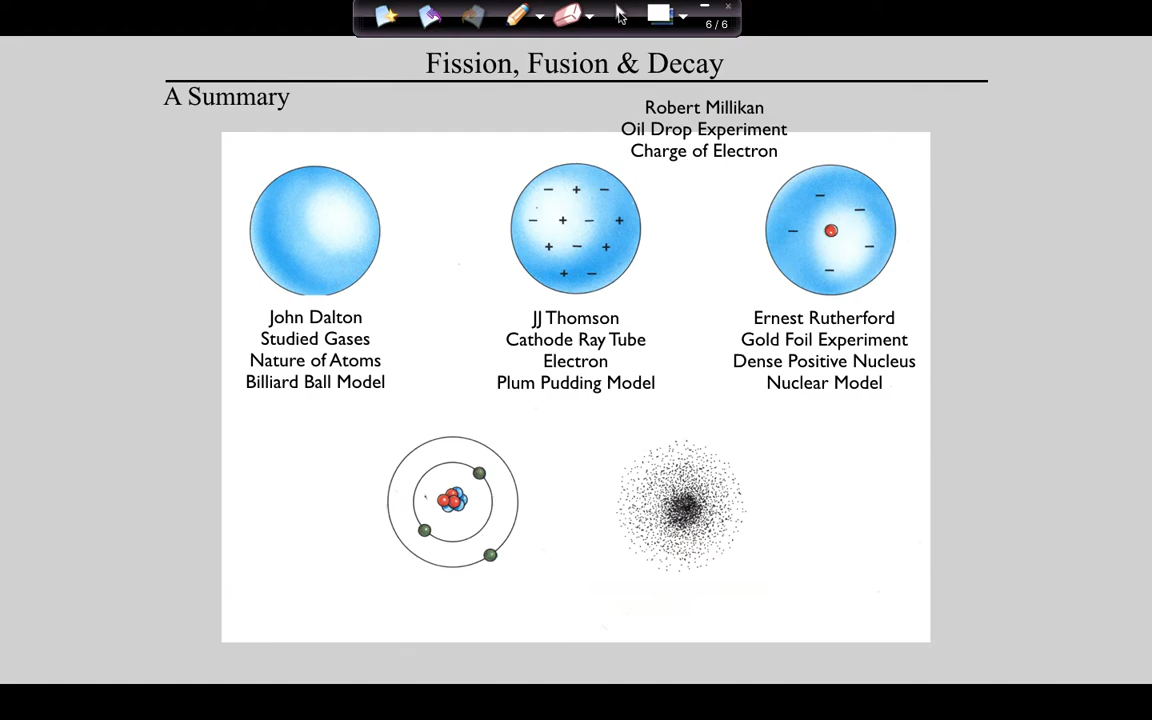 6 / 6
Fission, Fusion & Decay
A Summary
Robert Millikan
Oil Drop Experiment
Charge of Electron
− + −
− + − +
+ − +
+ −
−
−
−
−
−
John Dalton
Studied Gases
Nature of Atoms
Billiard Ball Model
JJ Thomson
Cathode Ray Tube
Electron
Plum Pudding Model
Ernest Rutherford
Gold Foil Experiment
Dense Positive Nucleus
Nuclear Model